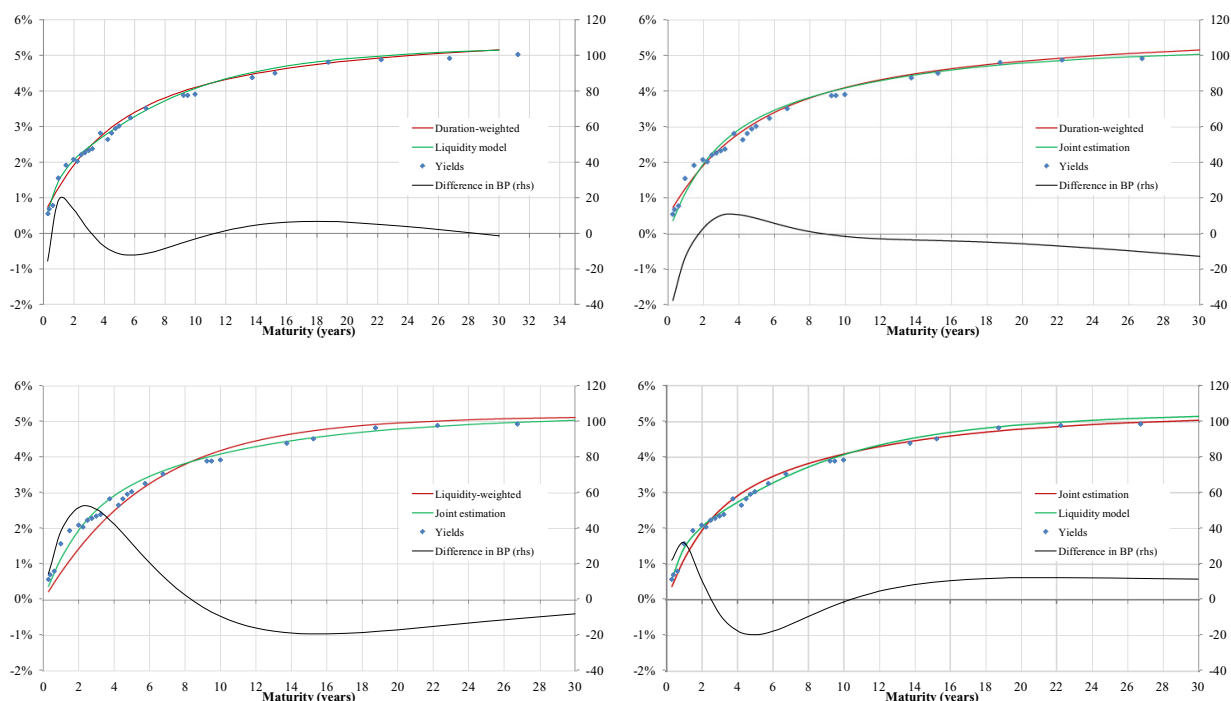 6% 120
5% 100
4% 80
3% 60
2% 40
1% 20
0% 0
-1% -20
-2% -40
Duration-weighted
Liquidity model
Yields
Difference in BP (rhs)
0 2 4 6 8 10 12 14 16 18 20 22 24 26 28 30 32 34
Maturity (years)
6% 120
5% 100
4% 80
3% 60
2% 40
1% 20
0% 0
-1% -20
-2% -40
Duration-weighted
Joint estimation
Yields
Difference in BP (rhs)
0 2 4 6 8 10 12 14 16 18 20 22 24 26 28 30
Maturity (years)
6% 120
5% 100
4% 80
3% 60
2% 40
1% 20
0% 0
-1% -20
-2% -40
Liquidity-weighted
Joint estimation
Yields
Difference in BP (rhs)
0 2 4 6 8 10 12 14 16 18 20 22 24 26 28 30
Maturity (years)
6% 120
5% 100
4% 80
3% 60
2% 40
1% 20
0% 0
-1% -20
-2% -40
Joint estimation
Liquidity model
Yields
Difference in BP (rhs)
0 2 4 6 8 10 12 14 16 18 20 22 24 26 28 30
Maturity (years)